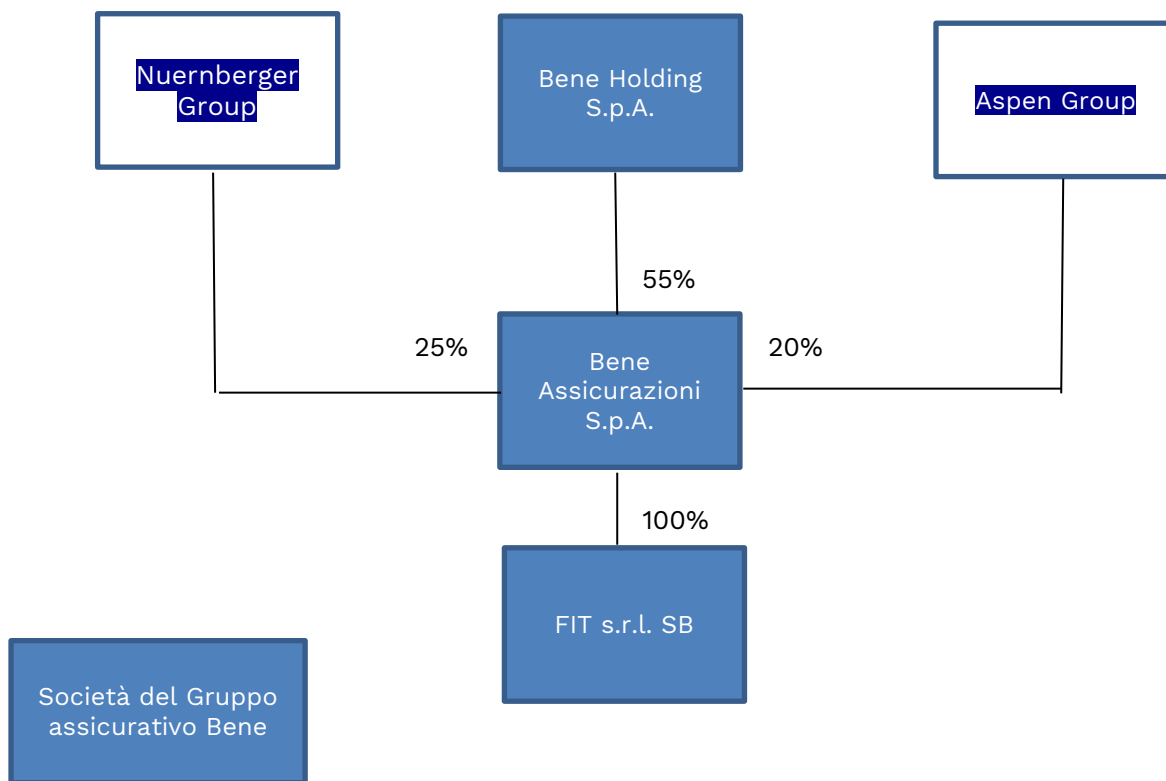 Nuernberger
Group
Bene Holding
S.p.A.
Aspen Group
55%
25%
Bene
Assicurazioni
S.p.A.
20%
100%
FIT s.r.l. SB
Società del Gruppo
assicurativo Bene